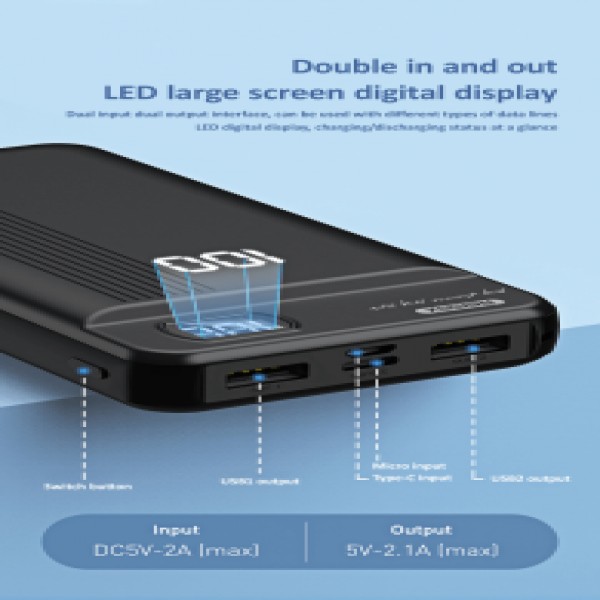 Double in and out
LED large screen digital display
Dual input dual output interface, can be used with different types of data lines
LED digital display, charging/discharging status at a glance
100
Switch button
USB1 output
Micro input
Type-C input
USB2 output
Input
DC5V-2A [max]
Output
5V-2.1A [max]